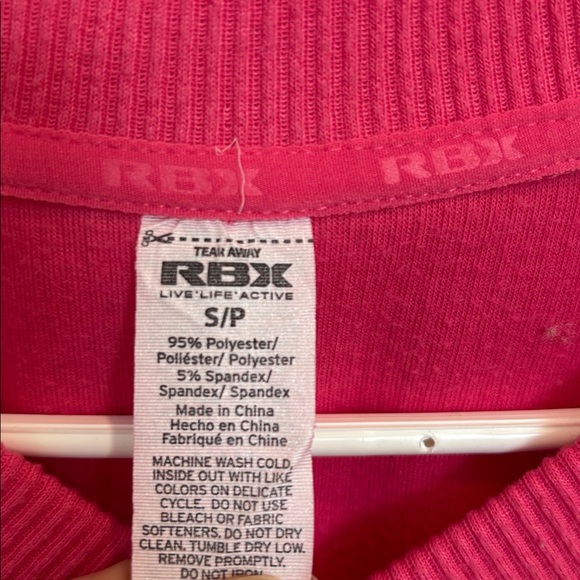 RBX RBX
TEAR AWAY
RBX
LIVE•LIFE•ACTIVE
S/P
95% Polyester/
Poliéster/ Polyester
5% Spandex/
Spandex/ Spandex
Made in China
Hecho en China
Fabriqué en Chine
MACHINE WASH COLD,
INSIDE OUT WITH LIKE
COLORS ON DELICATE
CYCLE. DO NOT USE
BLEACH OR FABRIC
SOFTENERS. DO NOT DRY
CLEAN. TUMBLE DRY LOW.
REMOVE PROMPTLY.
DO NOT IRON